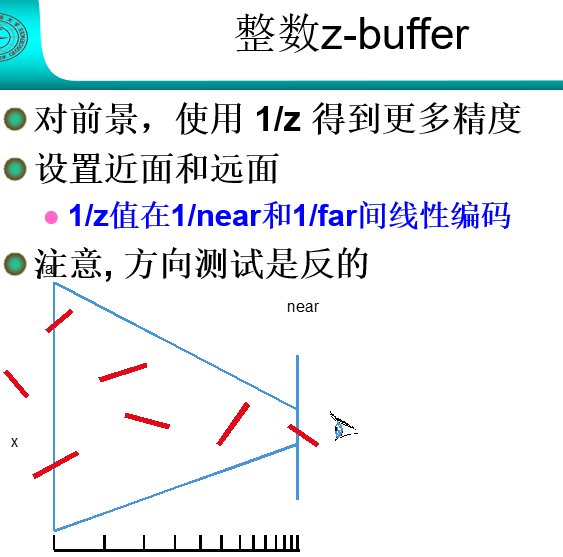 整数z-buffer
对前景，使用 1/z 得到更多精度
设置近面和远面
1/z值在1/near和1/far间线性编码
注意, 方向测试是反的
far
near
x